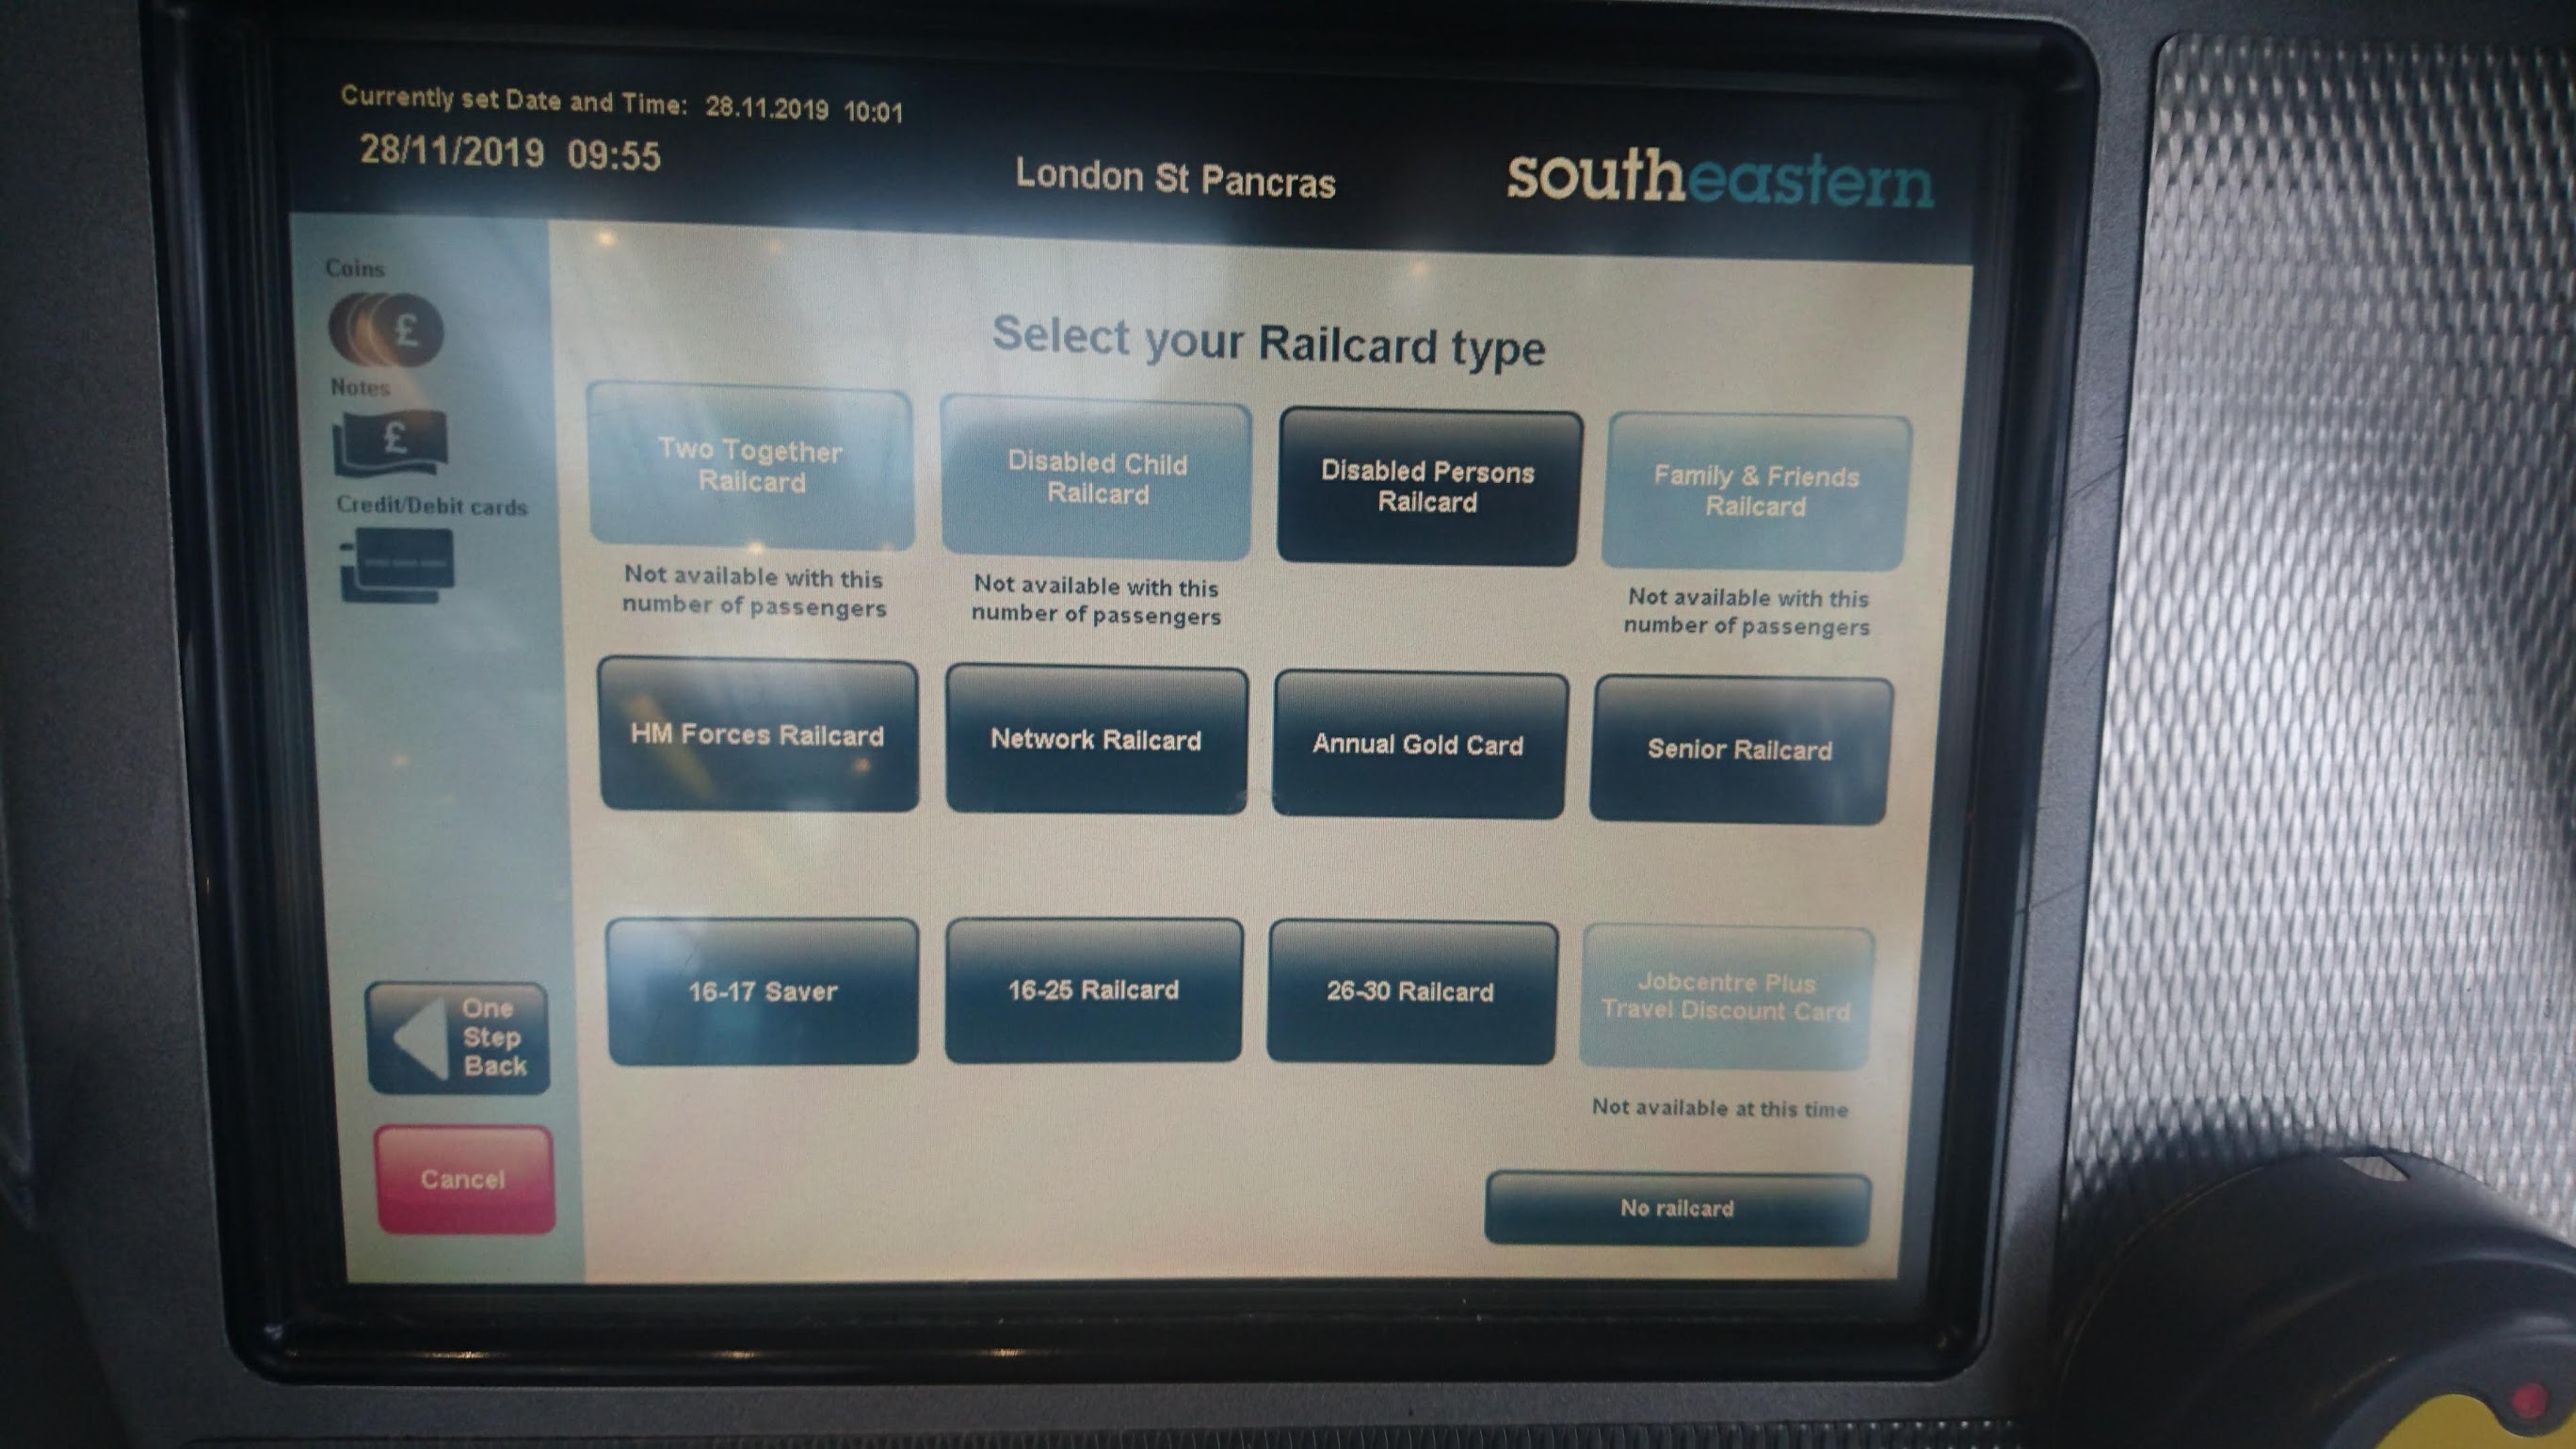 Currently set Date and Time: 28.11.2019 10:01
28/11/2019 09:55
London St Pancras
southeastern
Coins
£
Notes
£
Credit/Debit cards
Select your Railcard type
Two Together
Railcard
Not available with this
number of passengers
Disabled Child
Railcard
Not available with this
number of passengers
Disabled Persons
Railcard
Family & Friends
Railcard
Not available with this
number of passengers
HM Forces Railcard
Network Railcard
Annual Gold Card
Senior Railcard
16-17 Saver
16-25 Railcard
26-30 Railcard
Jobcentre Plus
Travel Discount Card
Not available at this time
One
Step
Back
Cancel
No railcard